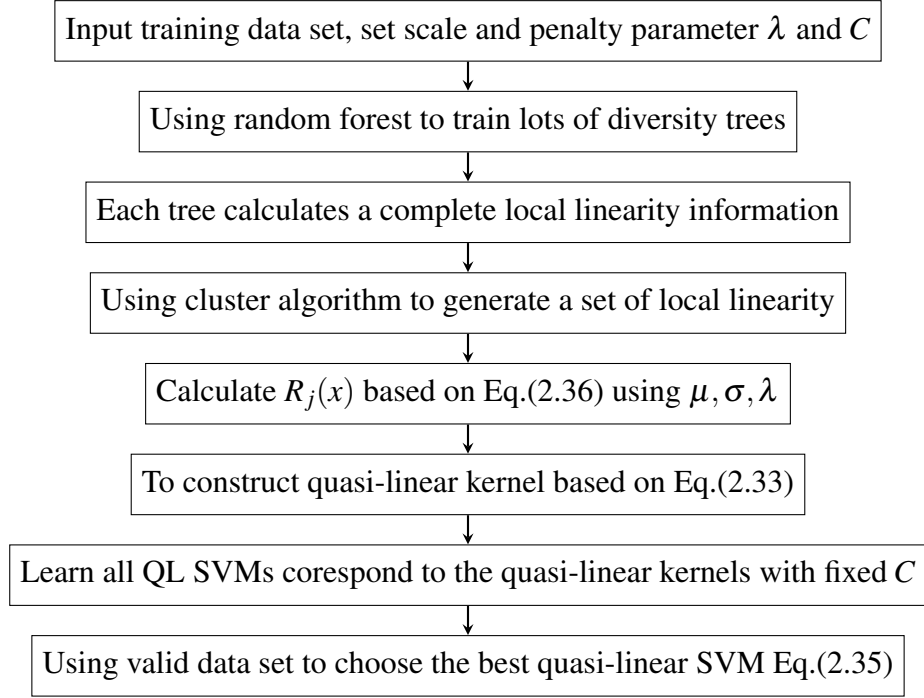 Input training data set, set scale and penalty parameter λ and C
Using random forest to train lots of diversity trees
Each tree calculates a complete local linearity information
Using cluster algorithm to generate a set of local linearity
Calculate R_j(x) based on Eq.(2.36) using μ, σ, λ
To construct quasi-linear kernel based on Eq.(2.33)
Learn all QL SVMs corespond to the quasi-linear kernels with fixed C
Using valid data set to choose the best quasi-linear SVM Eq.(2.35)